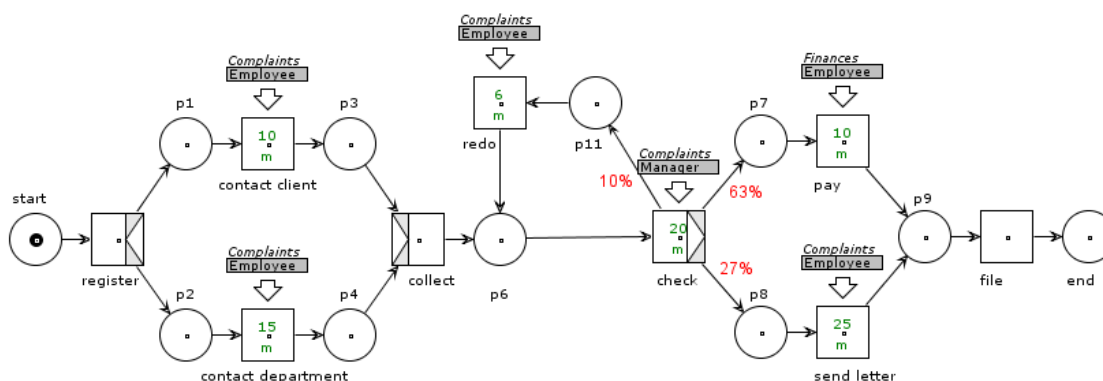 start
register
p1
p2
Complaints
Employee
10
m
contact client
Complaints
Employee
15
m
contact department
p3
p4
collect
Complaints
Employee
6
m
redo
p11
p6
10%
Complaints
Manager
20
m
check
63%
27%
p7
p8
Finances
Employee
10
m
pay
Complaints
Employee
25
m
send letter
p9
file
end